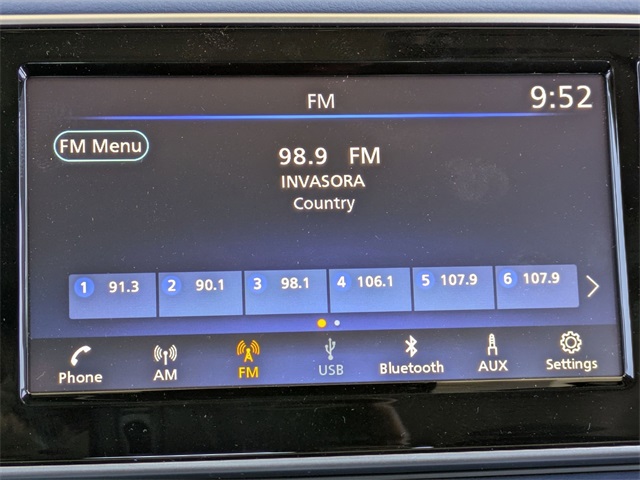 FM 9:52
FM Menu
98.9 FM
INVASORA
Country
1 91.3 2 90.1 3 98.1 4 106.1 5 107.9 6 107.9
Phone AM FM USB Bluetooth AUX Settings